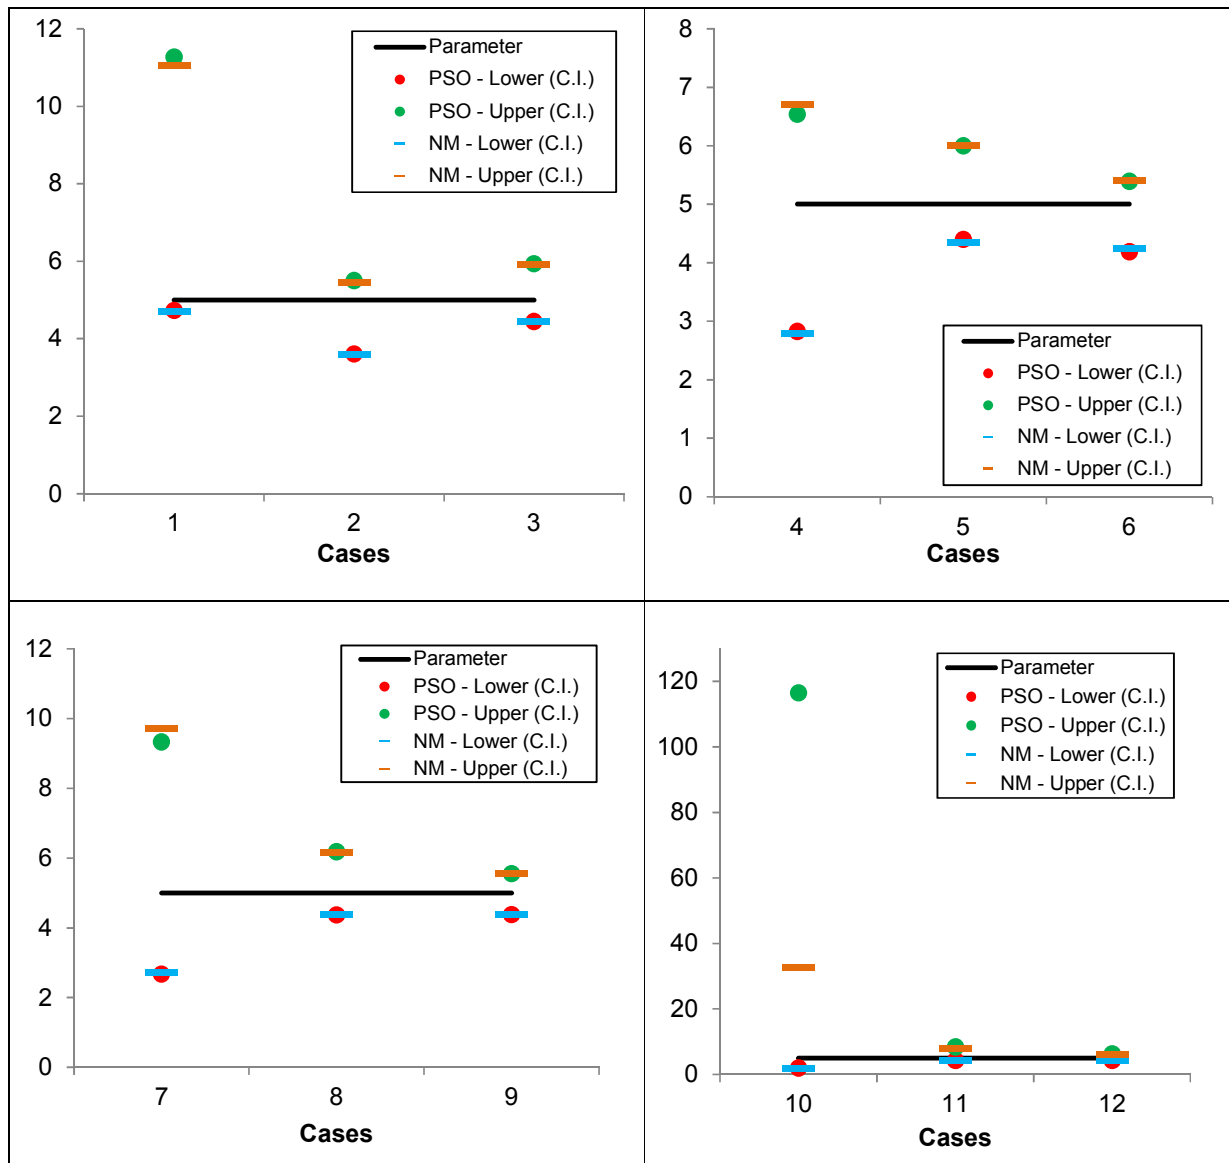 12
10
8
6
4
2
0
Parameter
PSO - Lower (C.I.)
PSO - Upper (C.I.)
NM - Lower (C.I.)
NM - Upper (C.I.)
1 2 3
Cases
8
7
6
5
4
3
2
1
0
Parameter
PSO - Lower (C.I.)
PSO - Upper (C.I.)
NM - Lower (C.I.)
NM - Upper (C.I.)
4 5 6
Cases
12
10
8
6
4
2
0
Parameter
PSO - Lower (C.I.)
PSO - Upper (C.I.)
NM - Lower (C.I.)
NM - Upper (C.I.)
7 8 9
Cases
120
100
80
60
40
20
0
Parameter
PSO - Lower (C.I.)
PSO - Upper (C.I.)
NM - Lower (C.I.)
NM - Upper (C.I.)
10 11 12
Cases